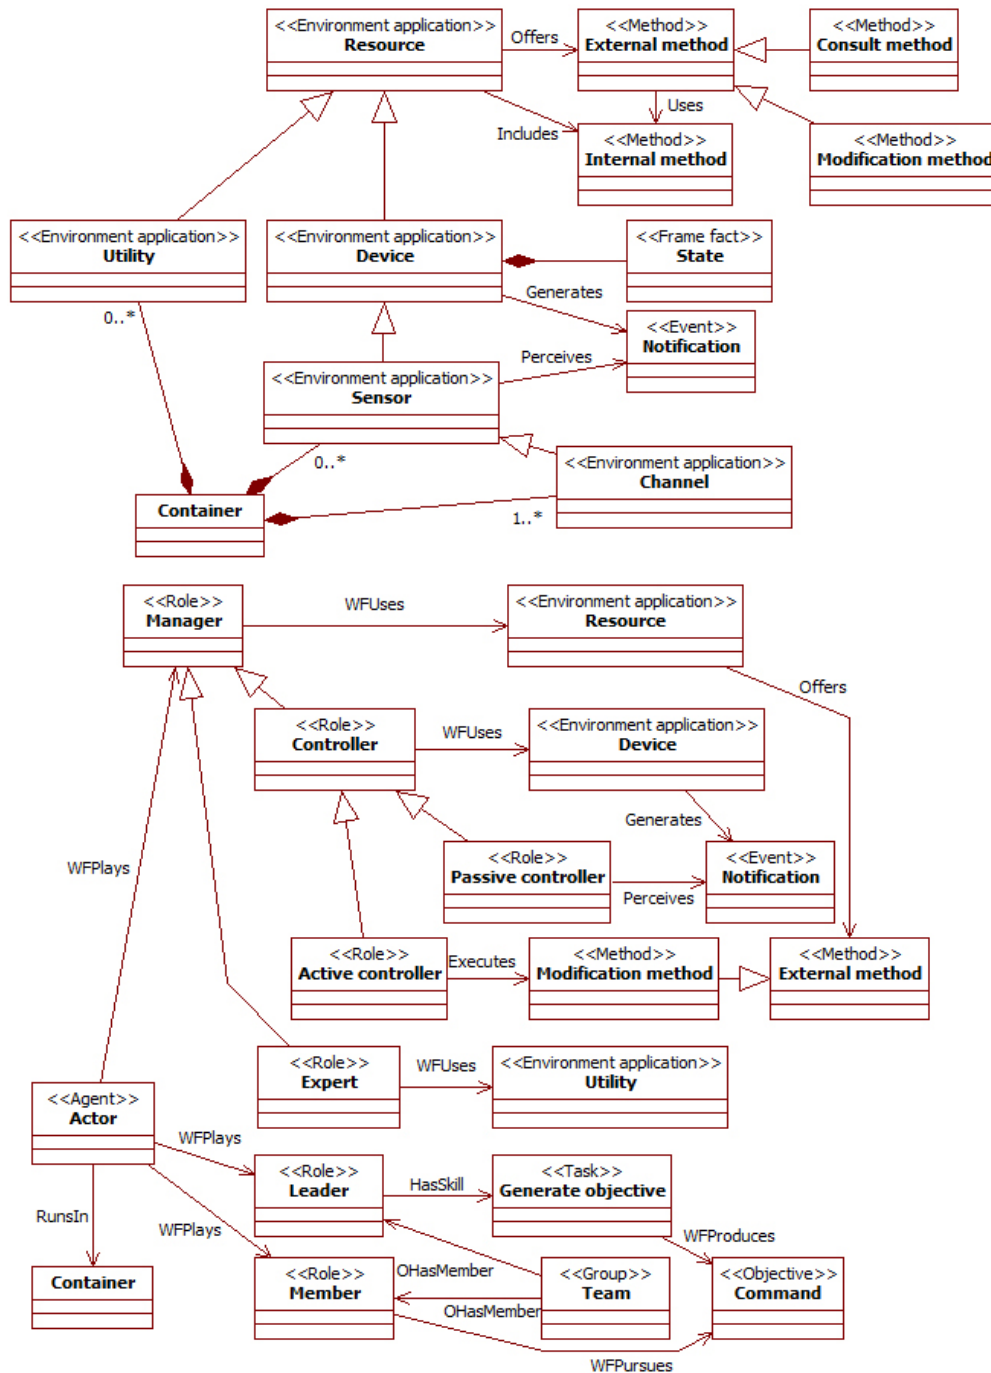 <<Environment application>>
Resource
Offers
<<Method>>
External method
<<Method>>
Consult method
Uses
Includes
<<Method>>
Internal method
<<Method>>
Modification method
<<Environment application>>
Utility
<<Environment application>>
Device
<<Frame fact>>
State
Generates
0..*
<<Event>>
Notification
Perceives
<<Environment application>>
Sensor
0..*
<<Environment application>>
Channel
Container
1..*
<<Role>>
Manager
WFUses
<<Environment application>>
Resource
Offers
<<Role>>
Controller
WFUses
<<Environment application>>
Device
Generates
WFPlays
<<Role>>
Passive controller
Perceives
<<Event>>
Notification
<<Role>>
Active controller
Executes
<<Method>>
Modification method
<<Method>>
External method
<<Role>>
Expert
WFUses
<<Environment application>>
Utility
<<Agent>>
Actor
WFPlays
<<Role>>
Leader
HasSkill
<<Task>>
Generate objective
RunsIn
WFPlays
WFProduces
Container
<<Role>>
Member
OHasMember
OHasMember
<<Group>>
Team
<<Objective>>
Command
WFPursues